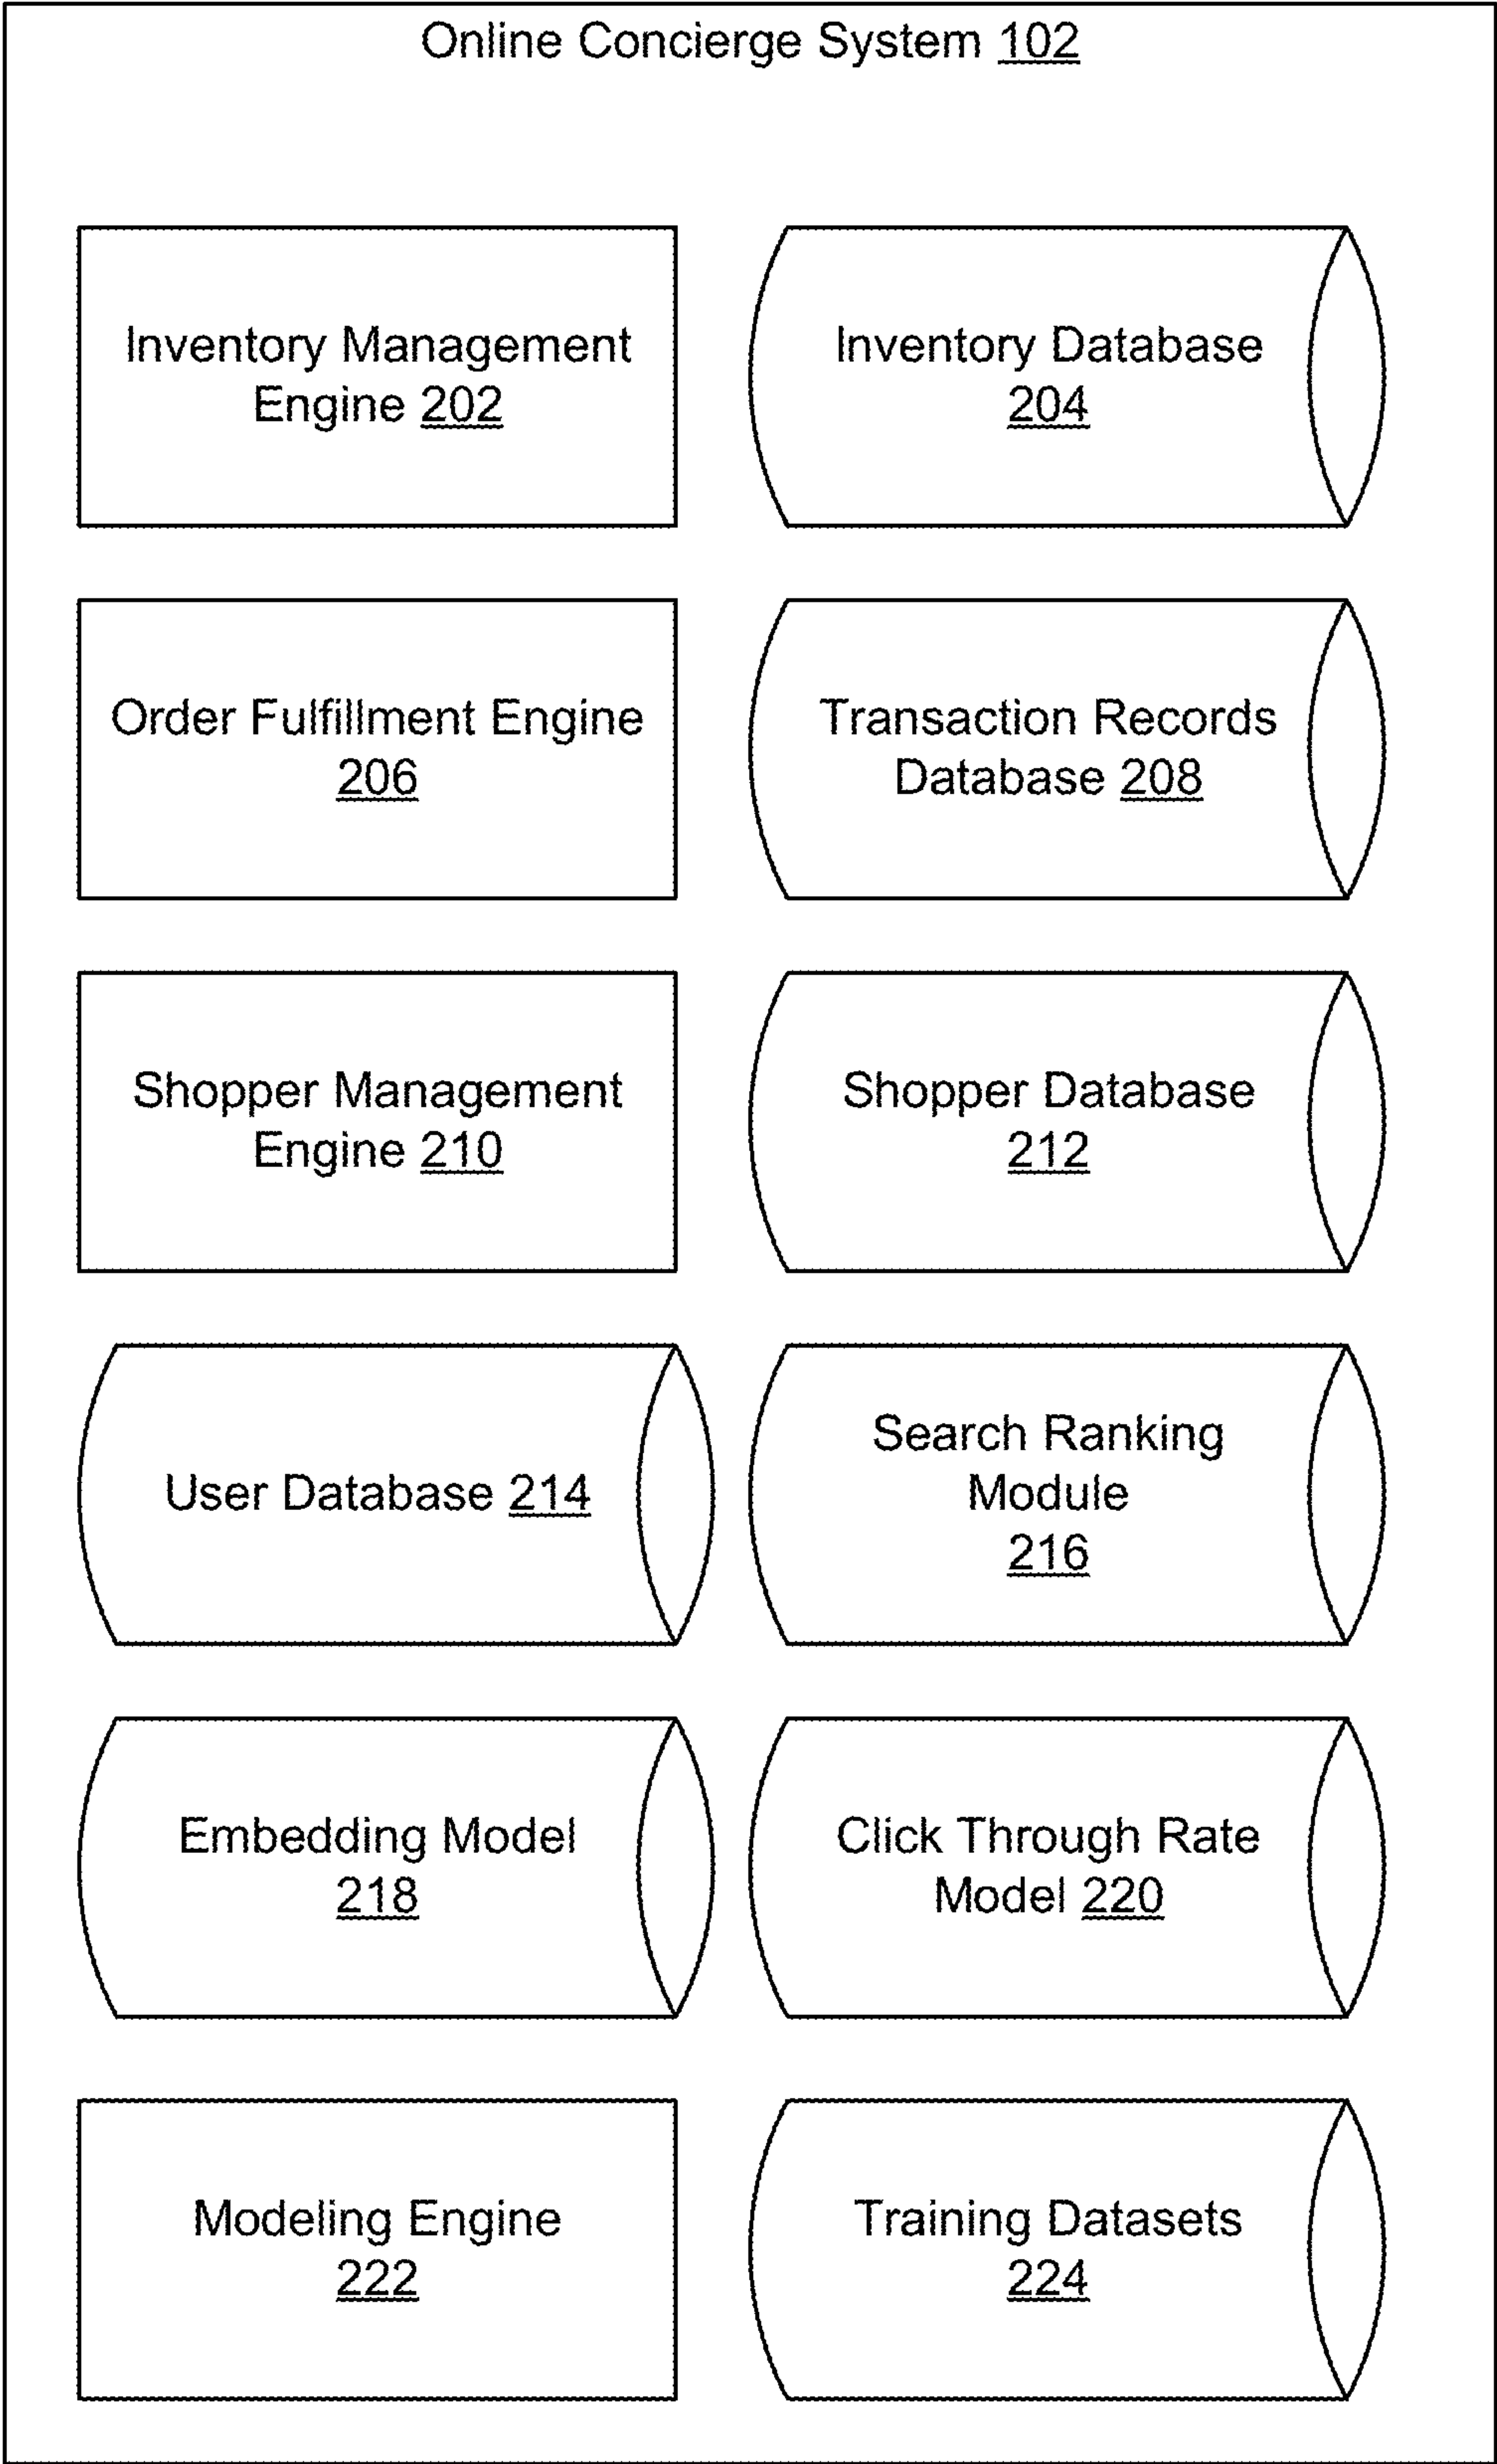 Online Concierge System 102
Inventory Management
Engine 202
Inventory Database
204
Order Fulfillment Engine
206
Transaction Records
Database 208
Shopper Management
Engine 210
Shopper Database
212
User Database 214
Search Ranking
Module
216
Embedding Model
218
Click Through Rate
Model 220
Modeling Engine
222
Training Datasets
224